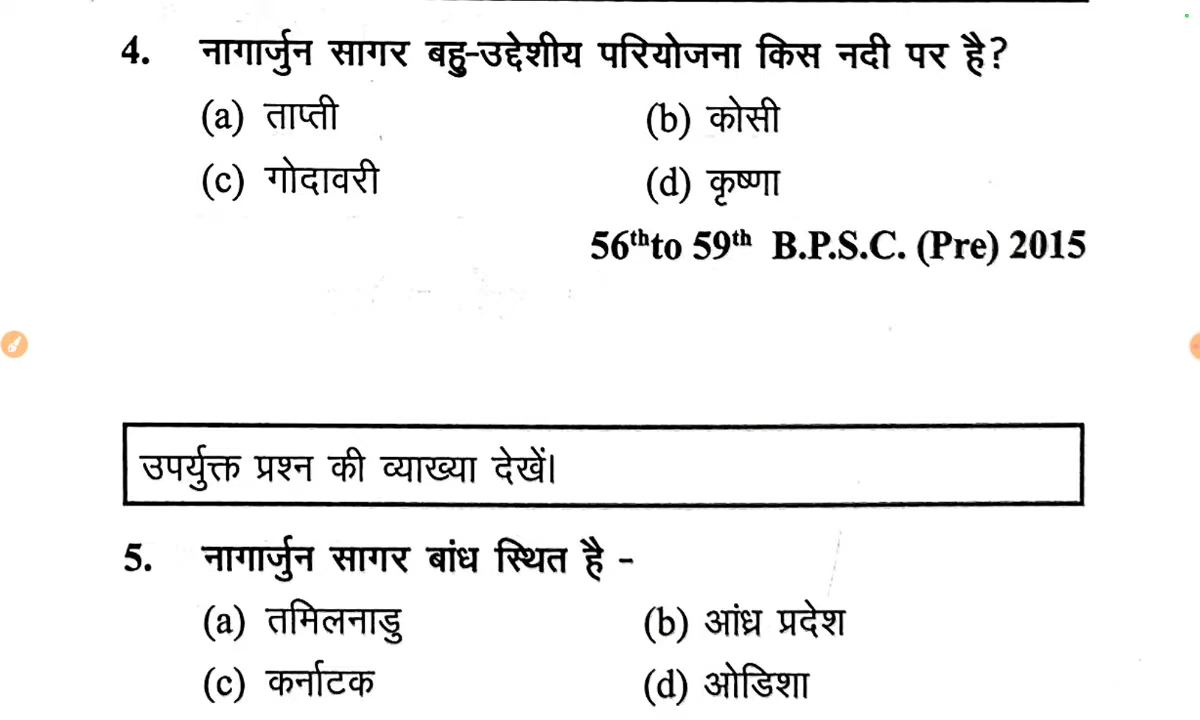 4. नागार्जुन सागर बहु-उद्देशीय परियोजना किस नदी पर है?
(a) ताप्ती (b) कोसी
(c) गोदावरी (d) कृष्णा
56th to 59th B.P.S.C. (Pre) 2015
उपर्युक्त प्रश्न की व्याख्या देखें।
5. नागार्जुन सागर बांध स्थित है -
(a) तमिलनाडु (b) आंध्र प्रदेश
(c) कर्नाटक (d) ओडिशा